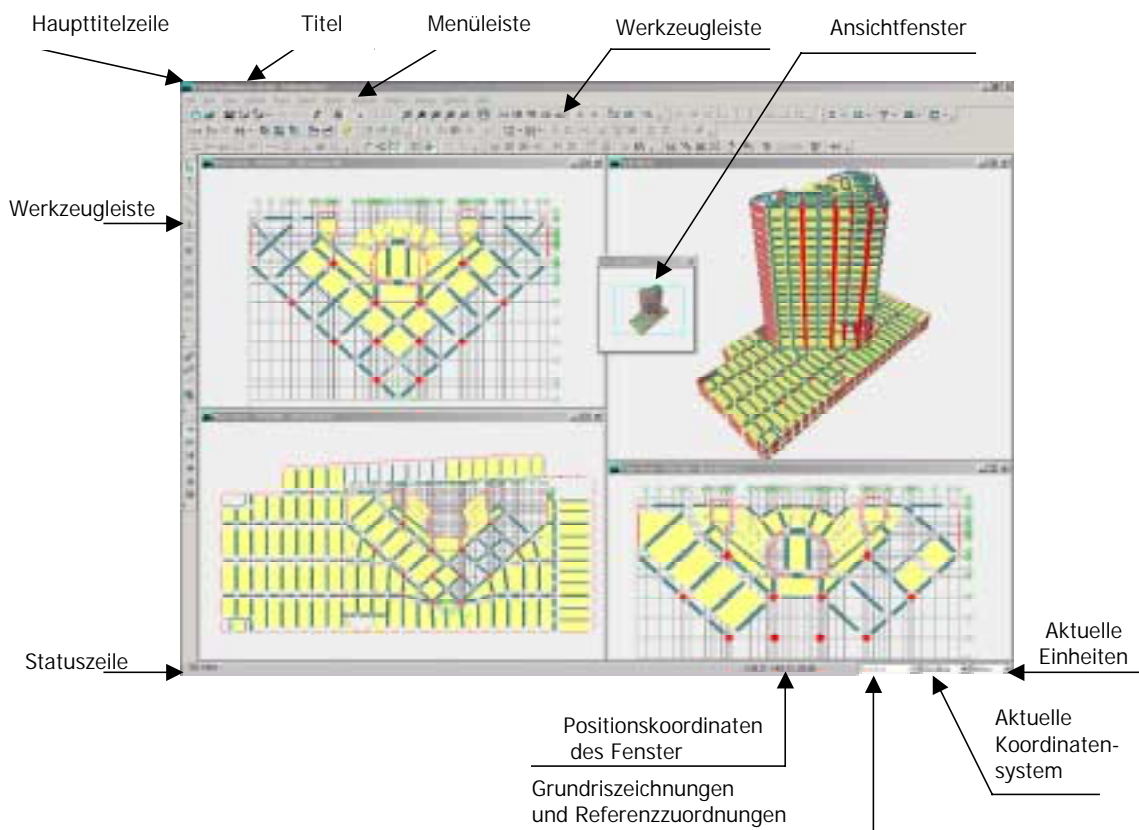 Haupttitelzeile
Titel
Menüleiste
Werkzeugleiste
Ansichtfenster
Werkzeugleiste
Statuszeile
Aktuelle
Einheiten
Positionskoordinaten
des Fenster
Aktuelle
Koordinaten-
system
Grundriszeichnungen
und Referenzzuordnungen